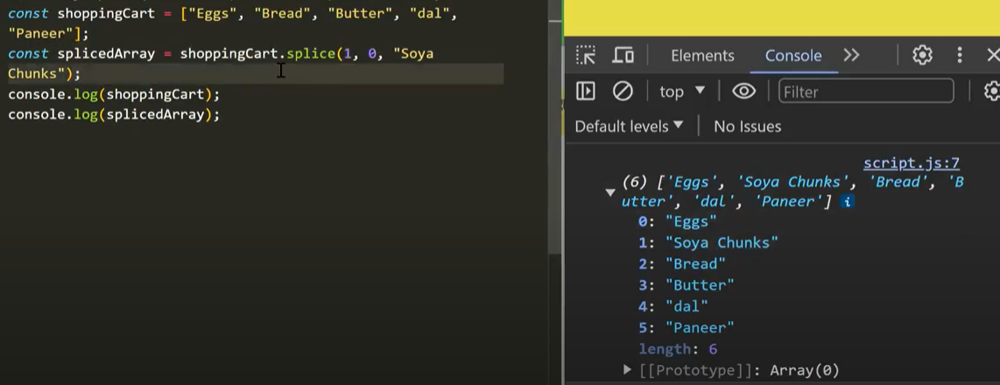 const shoppingCart = ["Eggs", "Bread", "Butter", "dal",
"Paneer"];
const splicedArray = shoppingCart.splice(1, 0, "Soya
Chunks");
console.log(shoppingCart);
console.log(splicedArray);
Elements Console
top Filter
Default levels No Issues
script.js:7
(6) ['Eggs', 'Soya Chunks', 'Bread', 'B
utter', 'dal', 'Paneer'] i
0: "Eggs"
1: "Soya Chunks"
2: "Bread"
3: "Butter"
4: "dal"
5: "Paneer"
length: 6
[[Prototype]]: Array(0)